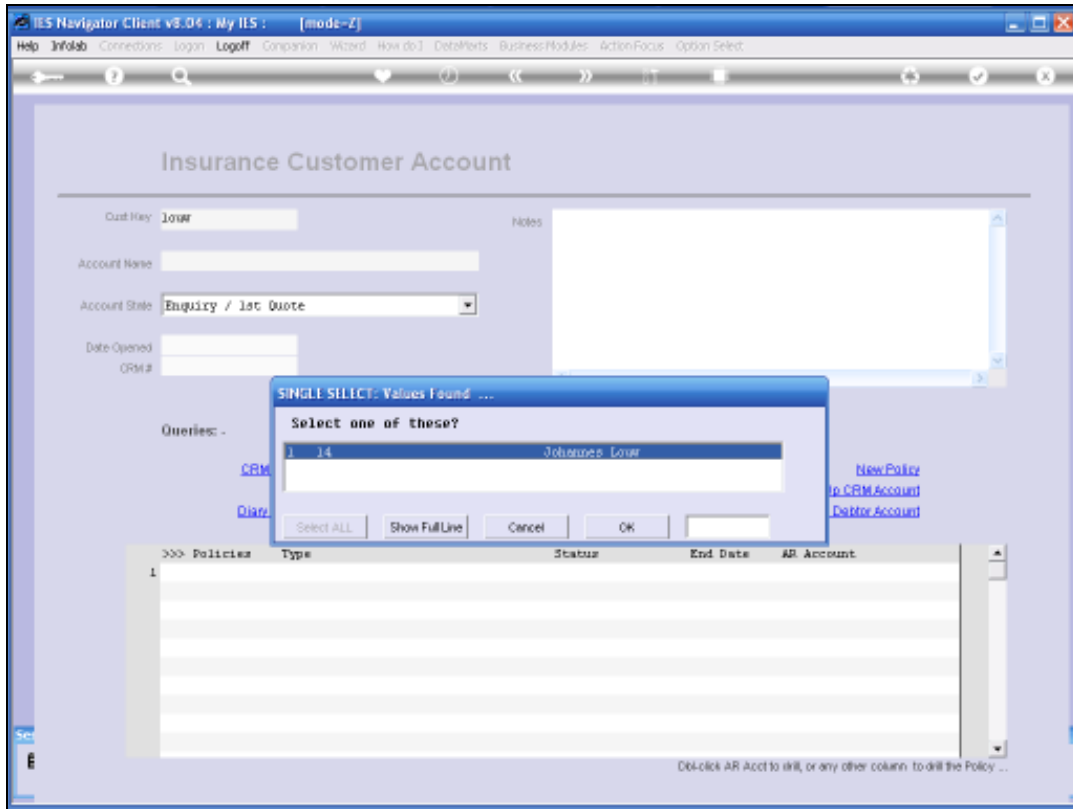 IES Navigator Client v8.04 : My IES : [mode=Z]
Help Infolab Connections Logon Logoff Companion Wizard How do I DataMarts Business Modules Action Focus Option Select
Insurance Customer Account
Cust Key louw
Notes
Account Name
Account State Enquiry / 1st Quote
Date Opened
CRM #
SINGLE SELECT: Values Found ...
Select one of these?
1 14 Johannes Louw
Queries: -
CRM
New Policy
CRM Account
Diary
Debtor Account
Select ALL Show Full Line Cancel OK
>>> Policies Type Status End Date AR Account
1
Dbl-click AR Acct to drill, or any other column to drill the Policy ...